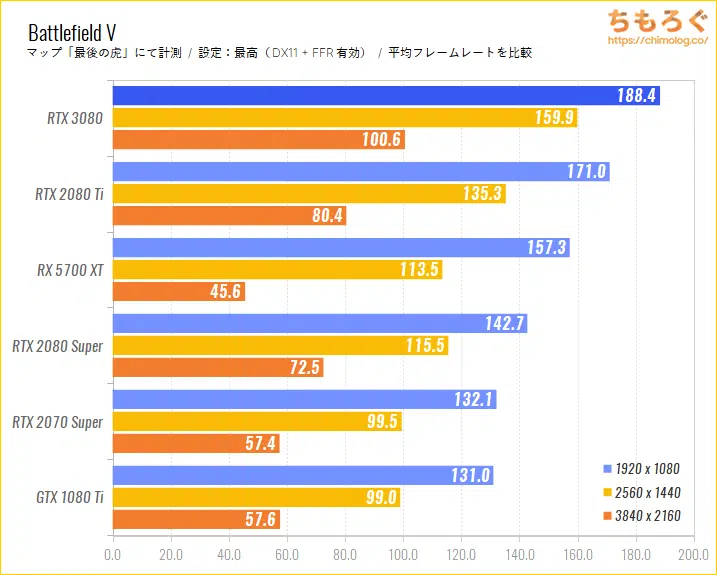 Battlefield V
ちもろぐ
https://chimolog.co/
マップ「最後の虎」にて計測 / 設定：最高（DX11 + FFR 有効） / 平均フレームレートを比較
RTX 3080
188.4
159.9
100.6
RTX 2080 Ti
171.0
135.3
80.4
RX 5700 XT
157.3
113.5
45.6
RTX 2080 Super
142.7
115.5
72.5
RTX 2070 Super
132.1
99.5
57.4
GTX 1080 Ti
131.0
99.0
57.6
1920 x 1080
2560 x 1440
3840 x 2160
0.0 20.0 40.0 60.0 80.0 100.0 120.0 140.0 160.0 180.0 200.0